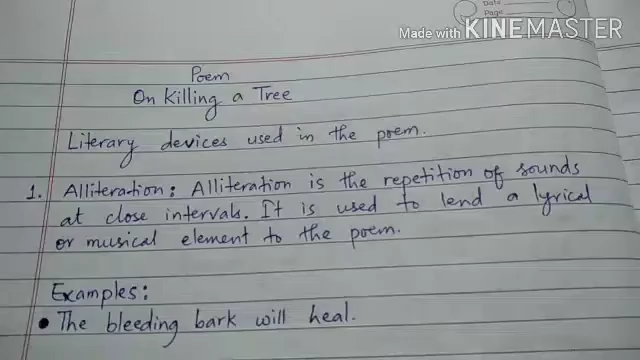 Date
Page
Made with KINEMASTER
Poem
On Killing a Tree
Literary devices used in the poem.
1. Alliteration: Alliteration is the repetition of sounds
at close intervals. It is used to lend a lyrical
or musical element to the poem.
Examples:
• The bleeding bark will heal.